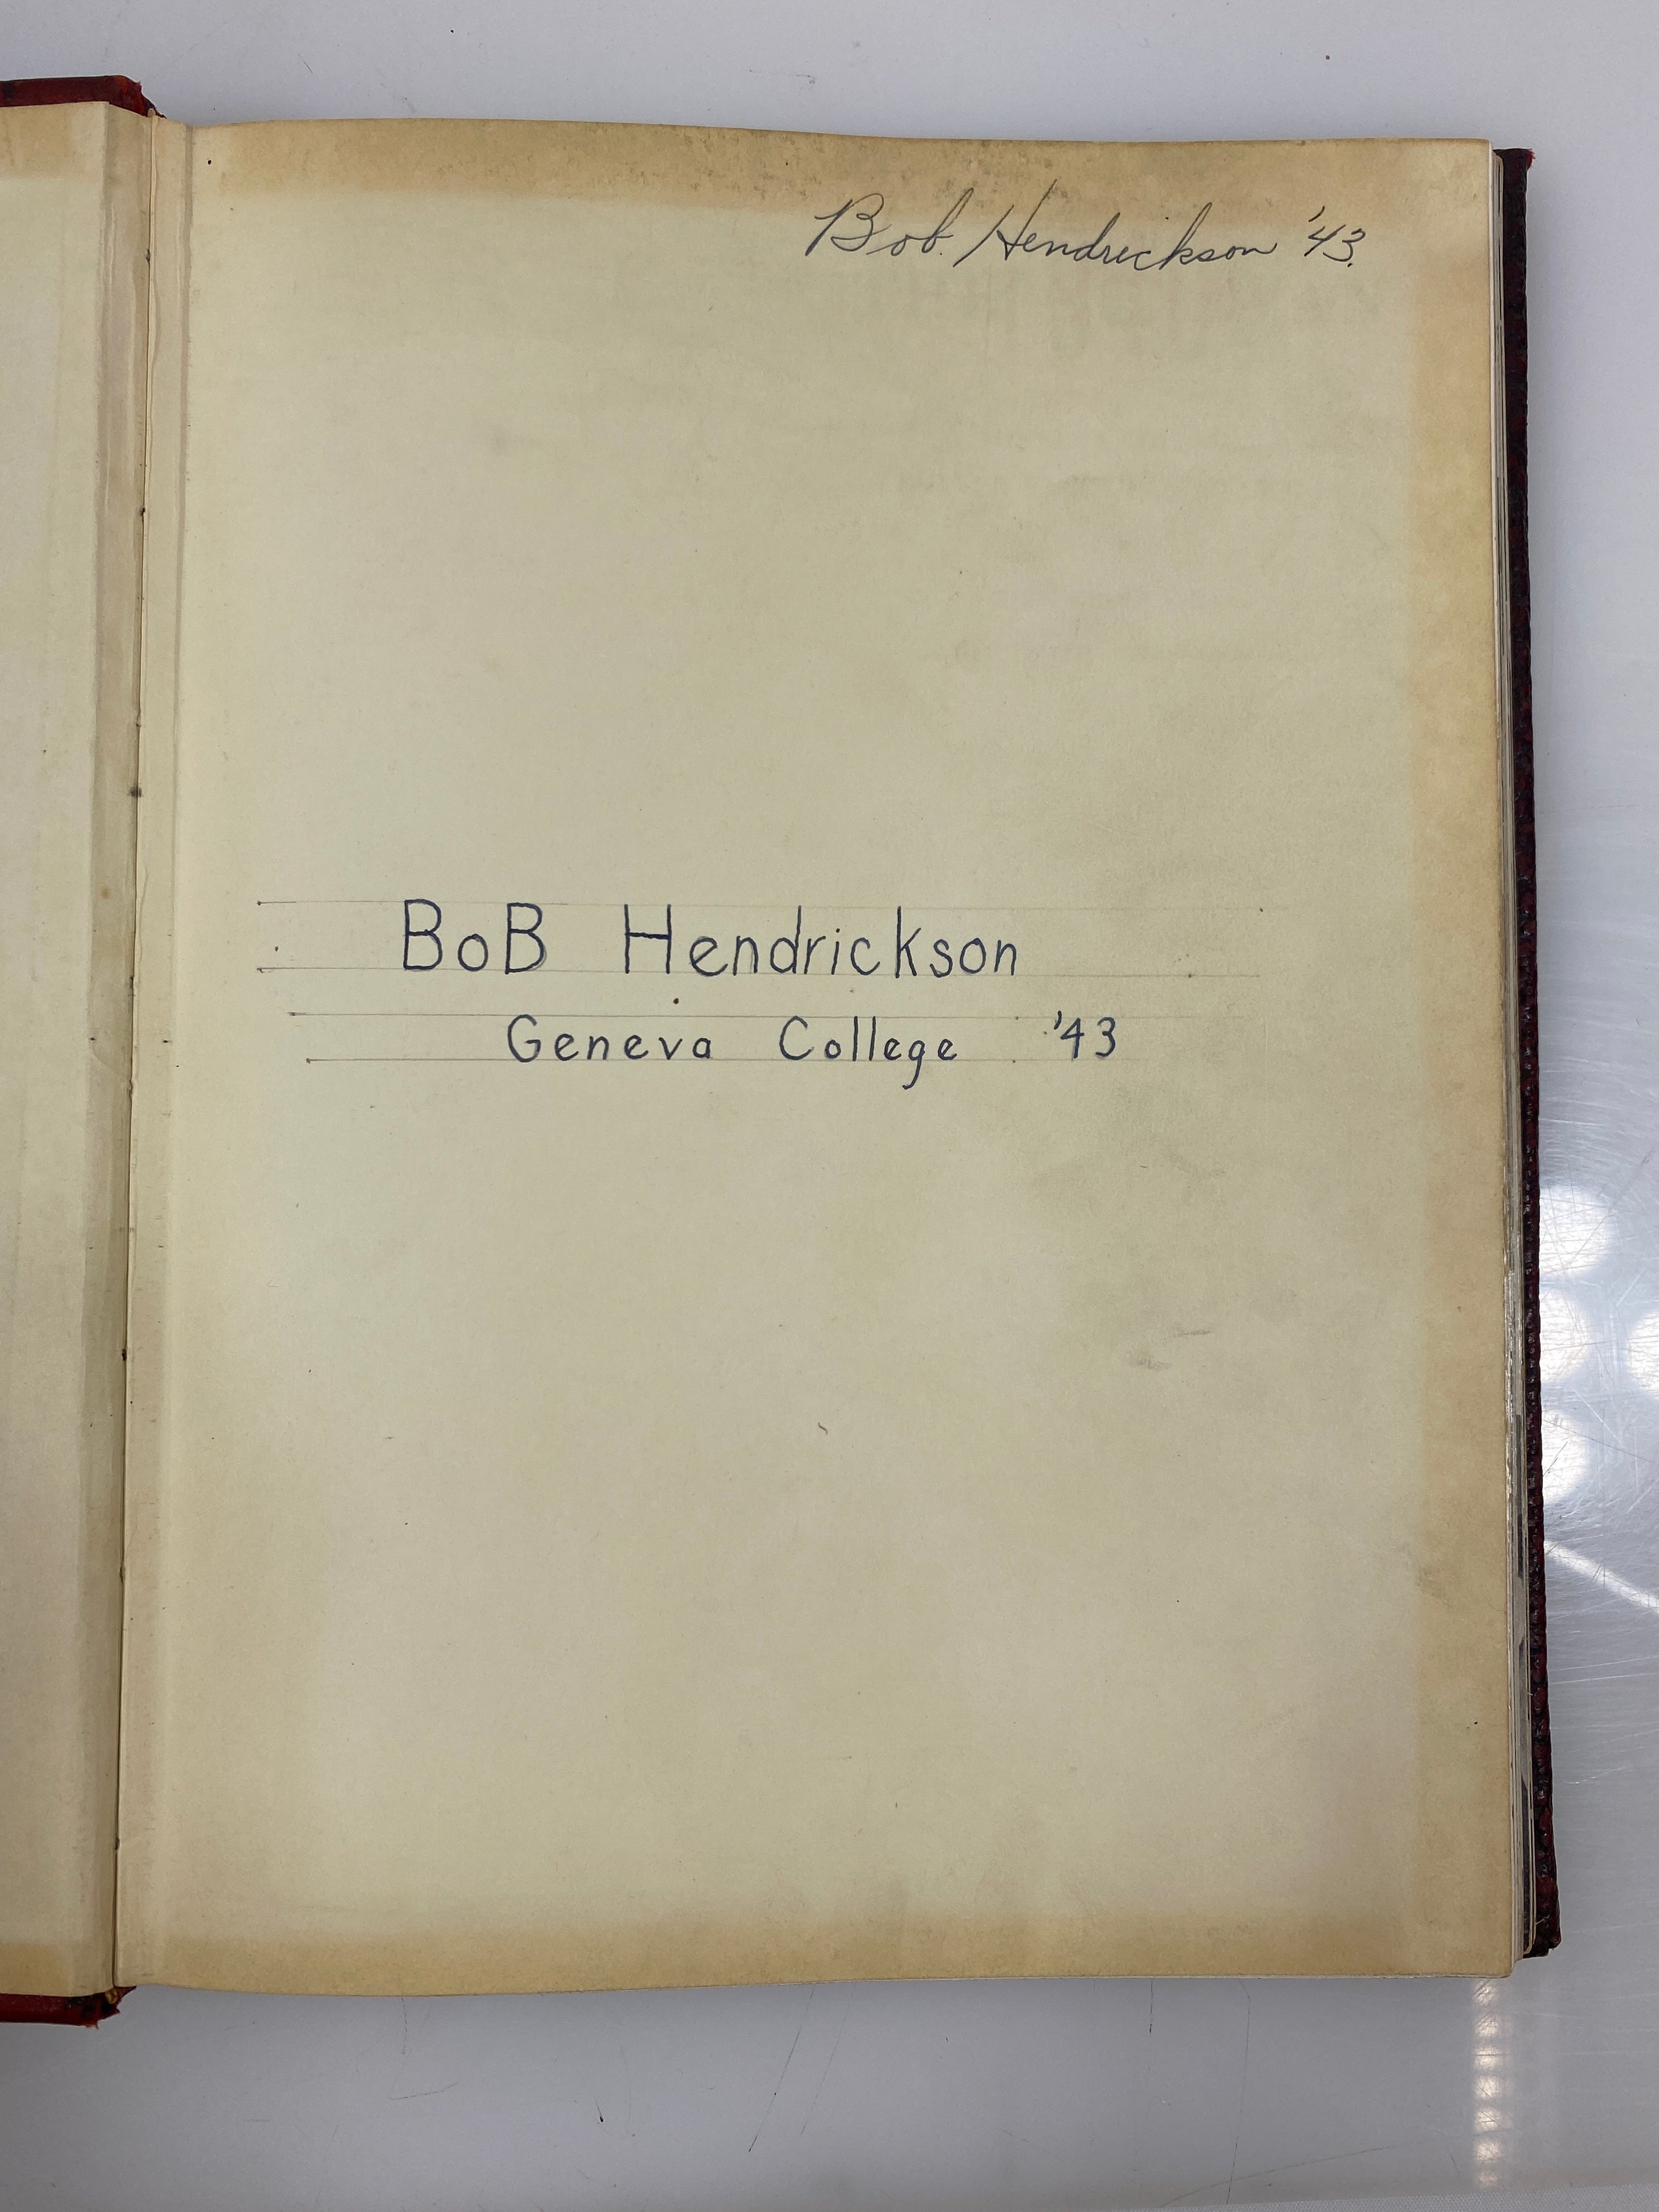 Bob Hendrickson '43.
BoB Hendrickson
Geneva College '43